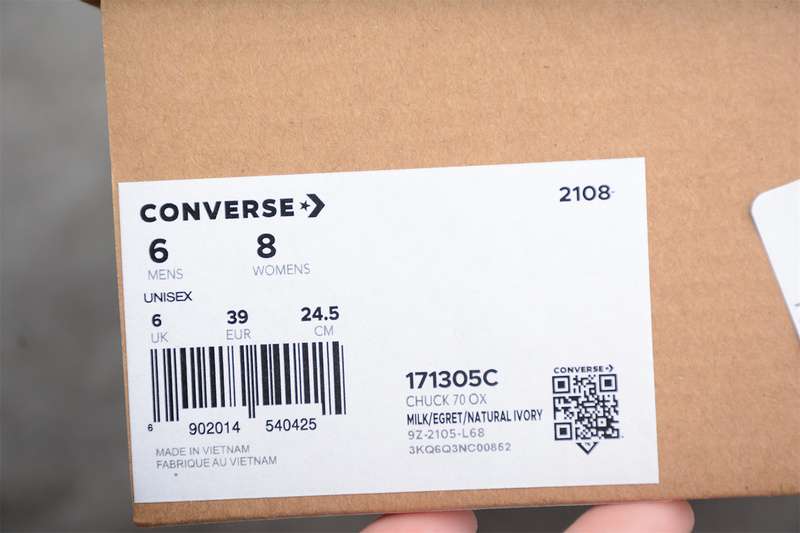 CONVERSE
2108
6 8
MENS WOMENS
UNISEX
6 39 24.5
UK EUR CM
6 902014 540425
MADE IN VIETNAM
FABRIQUE AU VIETNAM
171305C
CHUCK 70 OX
MILK/EGRET/NATURAL IVORY
9Z-2105-L68
3KQ6Q3NC00862
CONVERSE